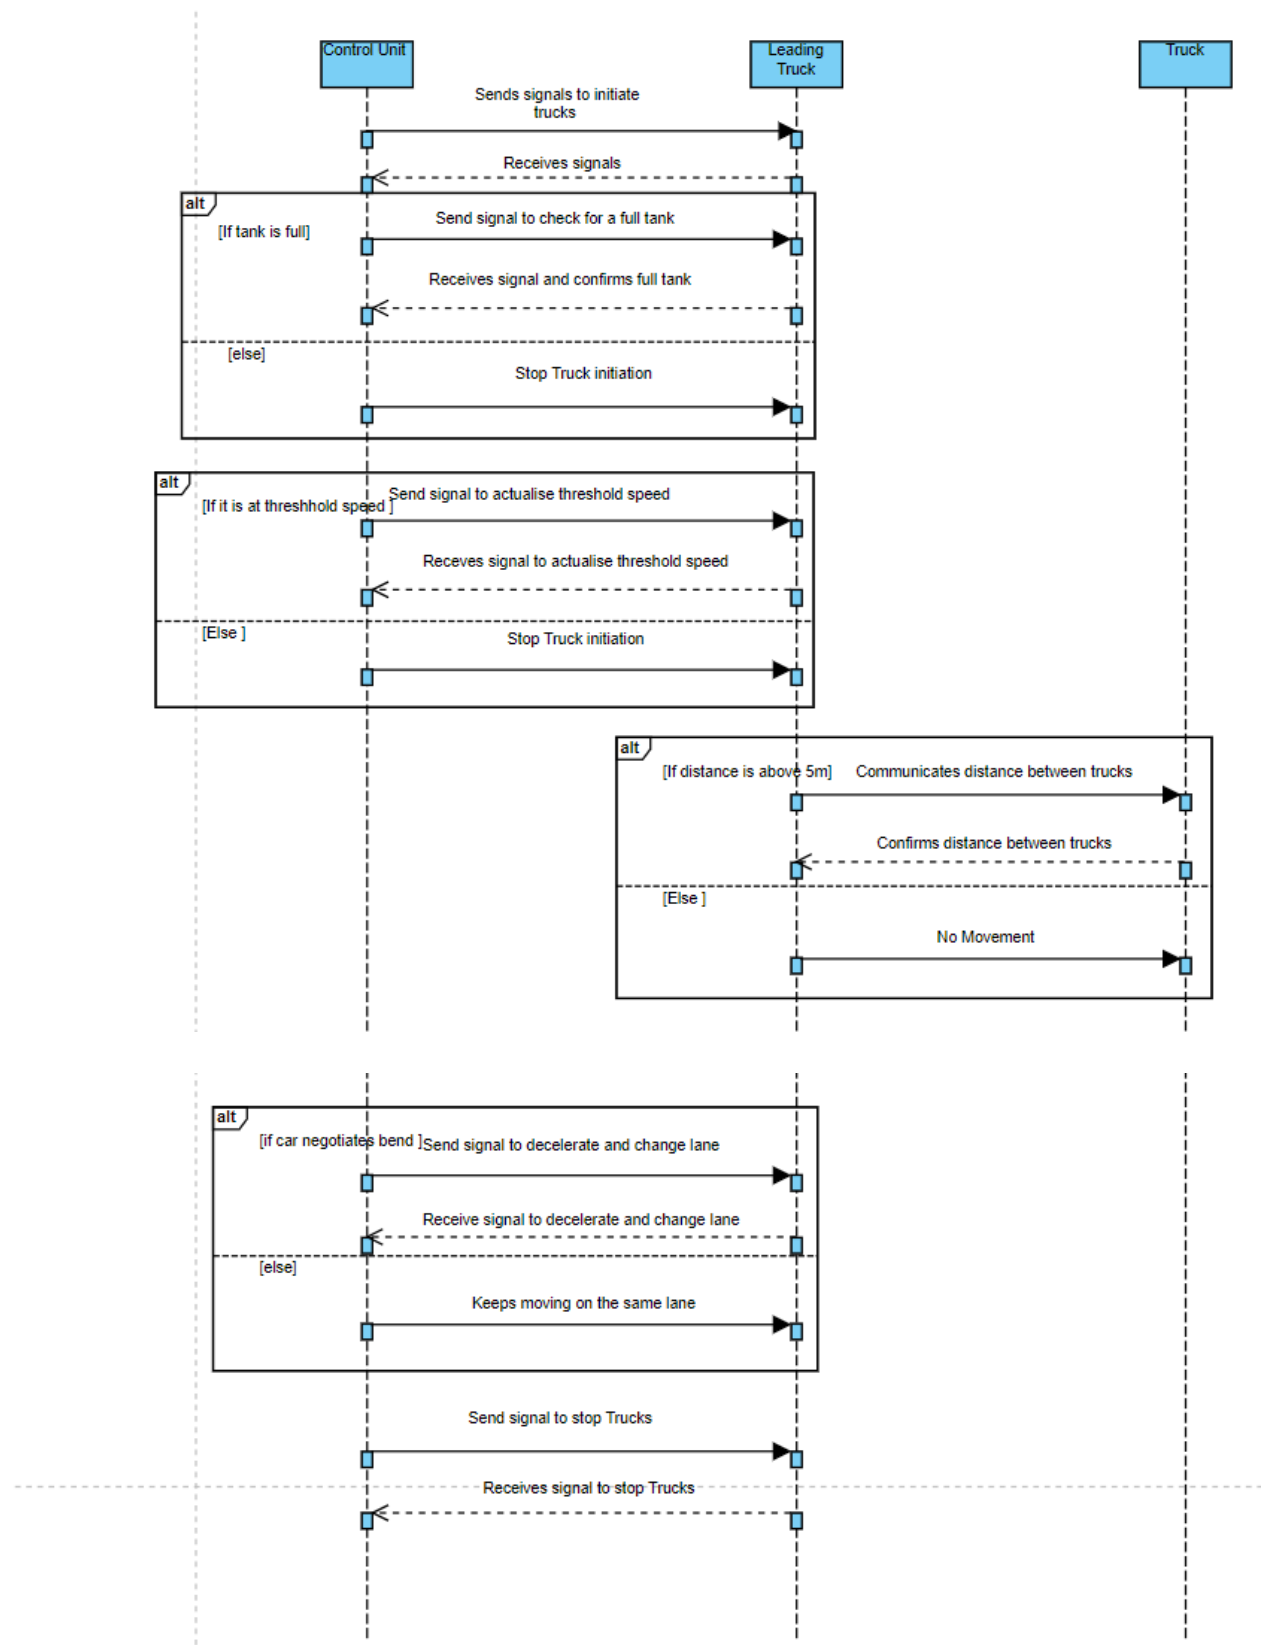 Control Unit
Leading
Truck
Truck
Sends signals to initiate
trucks
Receives signals
alt
Send signal to check for a full tank
[If tank is full]
Receives signal and confirms full tank
[else]
Stop Truck initiation
alt
Send signal to actualise threshold speed
[If it is at threshhold speed ]
Receves signal to actualise threshold speed
[Else ]
Stop Truck initiation
alt
[If distance is above 5m]
Communicates distance between trucks
Confirms distance between trucks
[Else ]
No Movement
alt
[if car negotiates bend ]
Send signal to decelerate and change lane
Receive signal to decelerate and change lane
[else]
Keeps moving on the same lane
Send signal to stop Trucks
Receives signal to stop Trucks